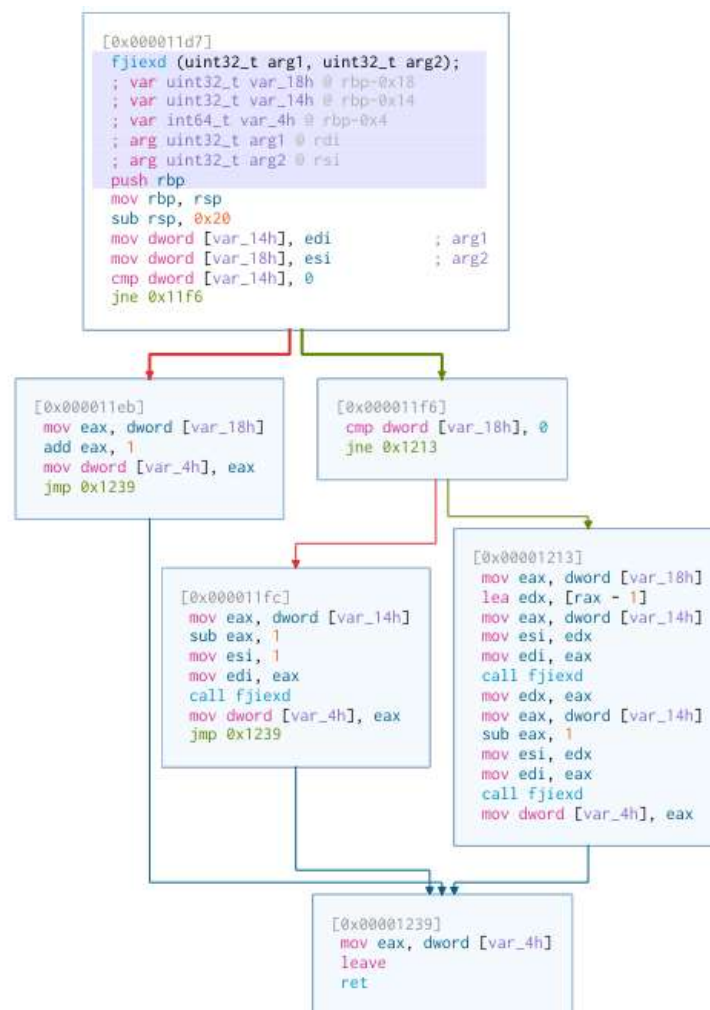 [0x000011d7]
fjiexd (uint32_t arg1, uint32_t arg2);
; var uint32_t var_18h @ rbp-0x18
; var uint32_t var_14h @ rbp-0x14
; var int64_t var_4h @ rbp-0x4
; arg uint32_t arg1 @ rdi
; arg uint32_t arg2 @ rsi
push rbp
mov rbp, rsp
sub rsp, 0x20
mov dword [var_14h], edi ; arg1
mov dword [var_18h], esi ; arg2
cmp dword [var_14h], 0
jne 0x11f6
[0x000011eb]
mov eax, dword [var_18h]
add eax, 1
mov dword [var_4h], eax
jmp 0x1239
[0x000011f6]
cmp dword [var_18h], 0
jne 0x1213
[0x000011fc]
mov eax, dword [var_14h]
sub eax, 1
mov esi, 1
mov edi, eax
call fjiexd
mov dword [var_4h], eax
jmp 0x1239
[0x00001213]
mov eax, dword [var_18h]
lea edx, [rax - 1]
mov eax, dword [var_14h]
mov esi, edx
mov edi, eax
call fjiexd
mov edx, eax
mov eax, dword [var_14h]
sub eax, 1
mov esi, edx
mov edi, eax
call fjiexd
mov dword [var_4h], eax
[0x00001239]
mov eax, dword [var_4h]
leave
ret